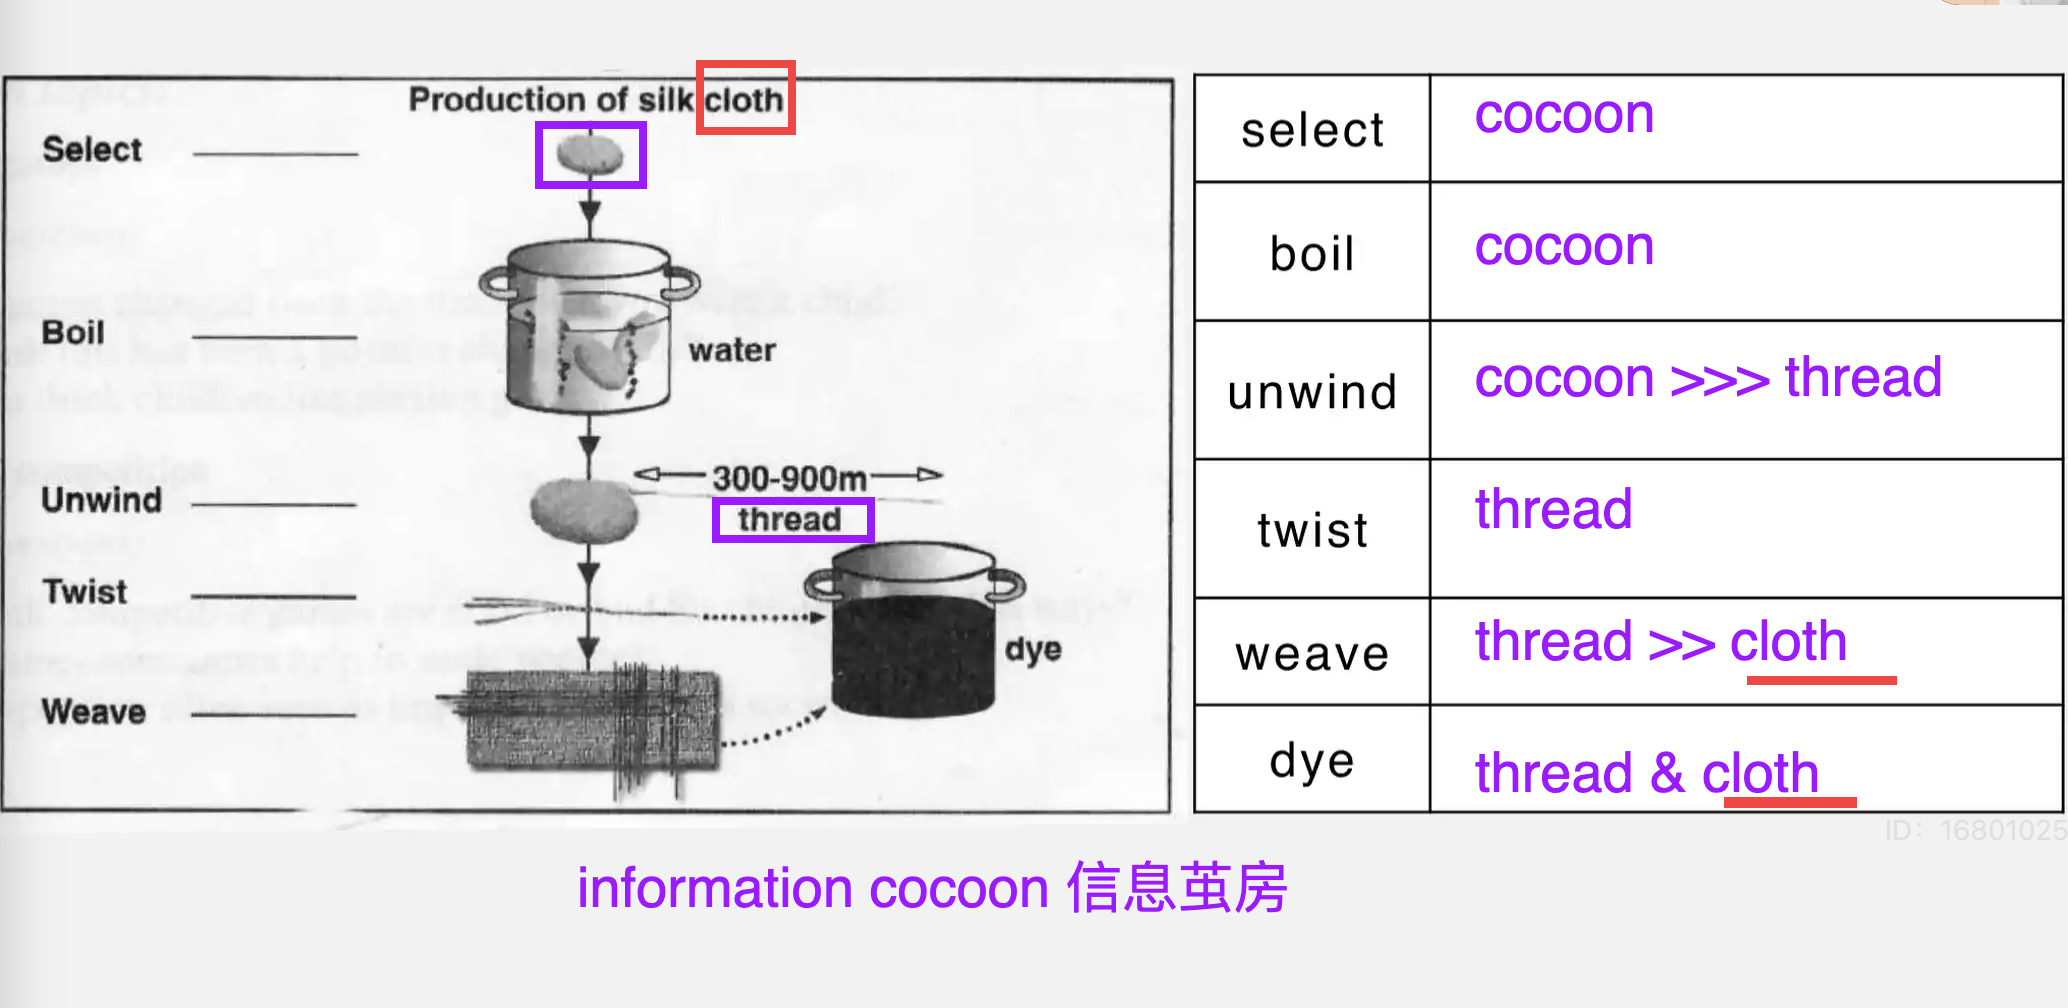 Production of silk cloth
Select
Boil
water
300-900m
Unwind
thread
Twist
dye
Weave
select
cocoon
boil
cocoon
unwind
cocoon >>> thread
twist
thread
weave
thread >> cloth
dye
thread & cloth
ID: 16801025
information cocoon 信息茧房